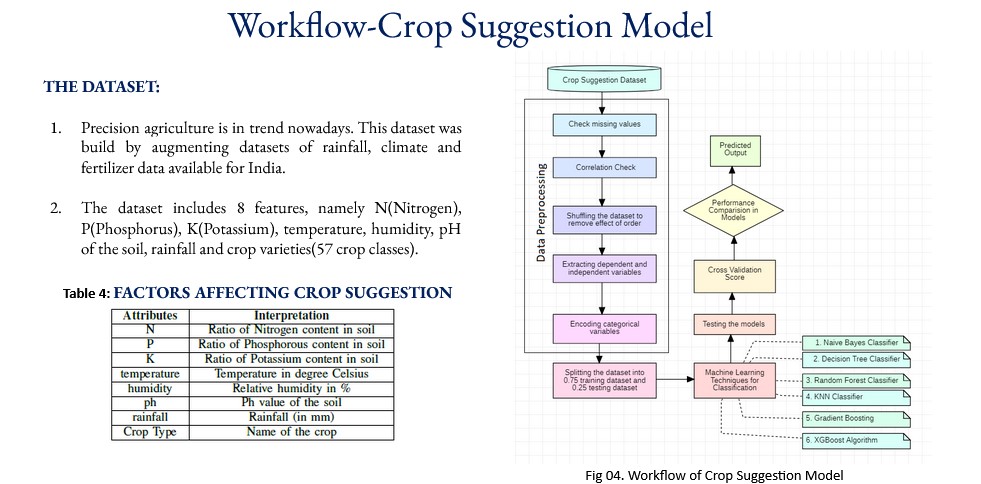 Workflow-Crop Suggestion Model
THE DATASET:
1. Precision agriculture is in trend nowadays. This dataset was
build by augmenting datasets of rainfall, climate and
fertilizer data available for India.
2. The dataset includes 8 features, namely N(Nitrogen),
P(Phosphorus), K(Potassium), temperature, humidity, pH
of the soil, rainfall and crop varieties(57 crop classes).
Table 4: FACTORS AFFECTING CROP SUGGESTION
Attributes Interpretation
N Ratio of Nitrogen content in soil
P Ratio of Phosphorous content in soil
K Ratio of Potassium content in soil
temperature Temperature in degree Celsius
humidity Relative humidity in %
ph Ph value of the soil
rainfall Rainfall (in mm)
Crop Type Name of the crop
Crop Suggestion Dataset
Data Preprocessing
Check missing values
Correlation Check
Shuffling the dataset to
remove effect of order
Extracting dependent and
independent variables
Encoding categorical
variables
Splitting the dataset into
0.75 training dataset and
0.25 testing dataset
Machine Learning
Techniques for
Classification
1. Naive Bayes Classifier
2. Decision Tree Classifier
3. Random Forest Classifier
4. KNN Classifier
5. Gradient Boosting
6. XGBoost Algorithm
Testing the models
Cross Validation
Score
Performance
Comparision in
Models
Predicted
Output
Fig 04. Workflow of Crop Suggestion Model